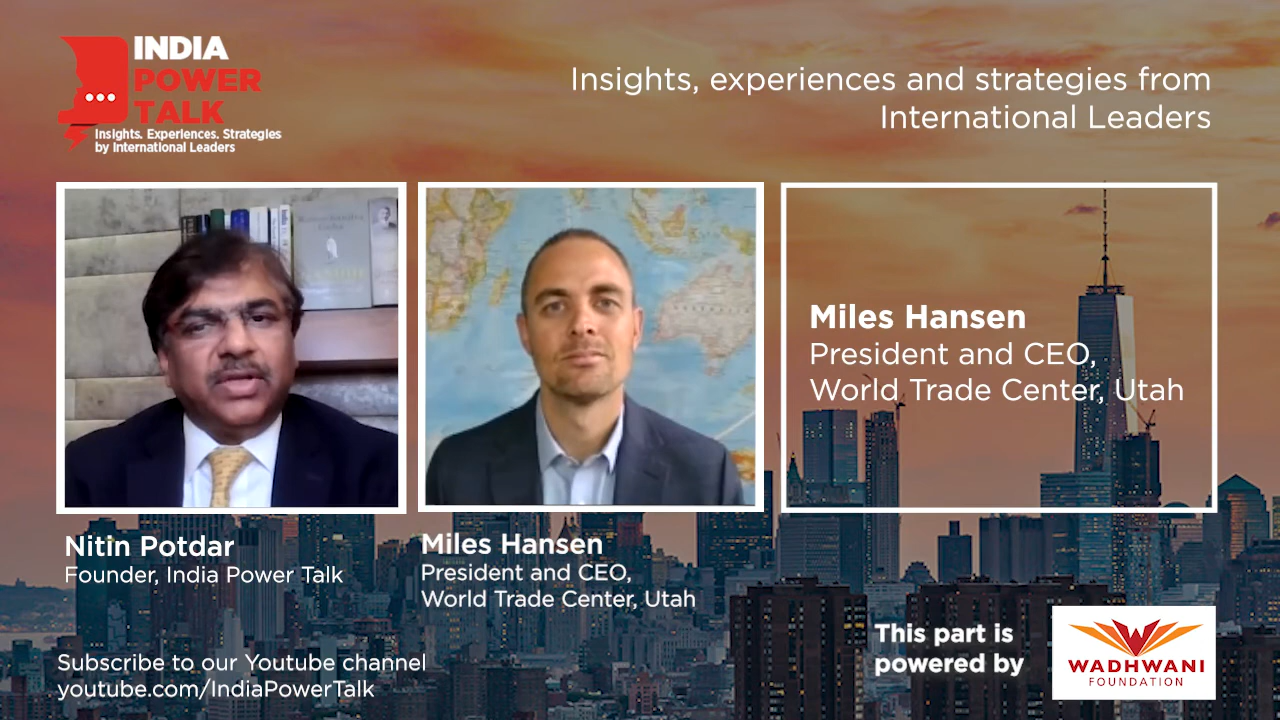 INDIA
POWER
TALK
Insights. Experiences. Strategies
by International Leaders
Insights, experiences and strategies from
International Leaders
Miles Hansen
President and CEO,
World Trade Center, Utah
Nitin Potdar
Founder, India Power Talk
Miles Hansen
President and CEO,
World Trade Center, Utah
This part is
powered by
WADHWANI
FOUNDATION
Subscribe to our Youtube channel
youtube.com/IndiaPowerTalk